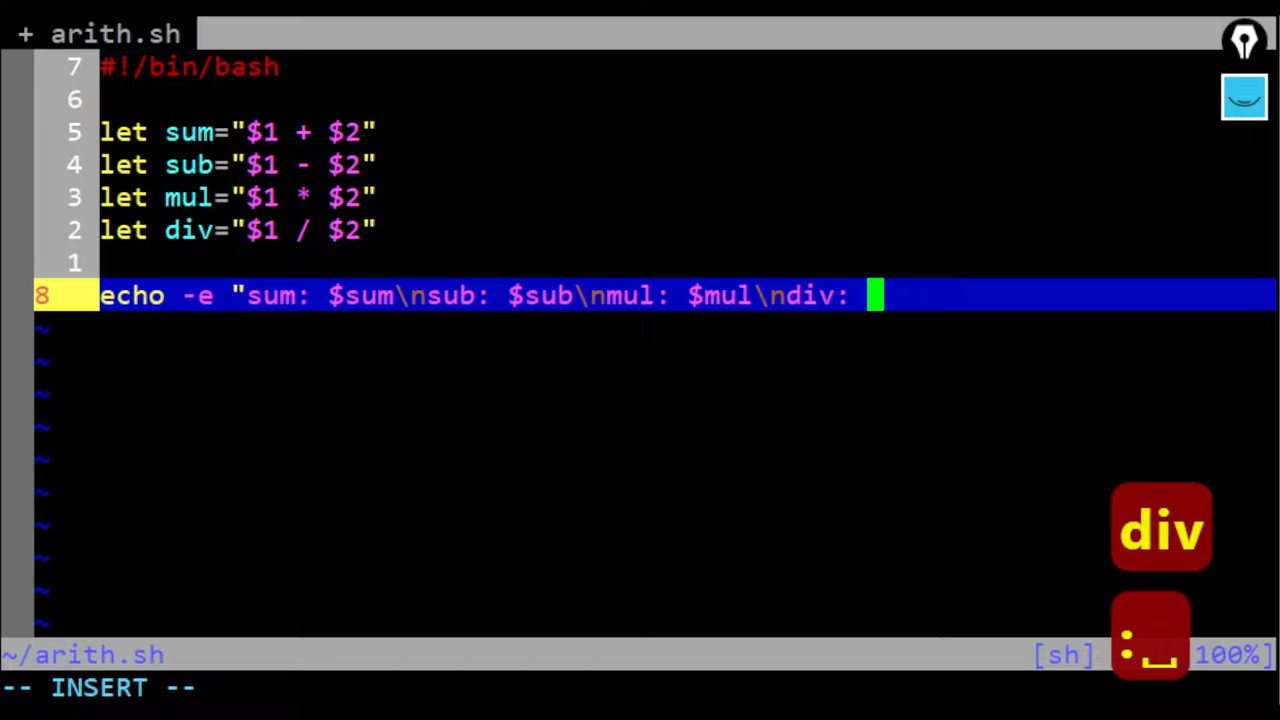 + arith.sh
7 #!/bin/bash
6
5 let sum="$1 + $2"
4 let sub="$1 - $2"
3 let mul="$1 * $2"
2 let div="$1 / $2"
1
8 echo -e "sum: $sum\nsub: $sub\nmul: $mul\ndiv: 
~
~
~
~
~
~
~
~
~
~
div
:␣
~/arith.sh [sh] 100%]
-- INSERT --